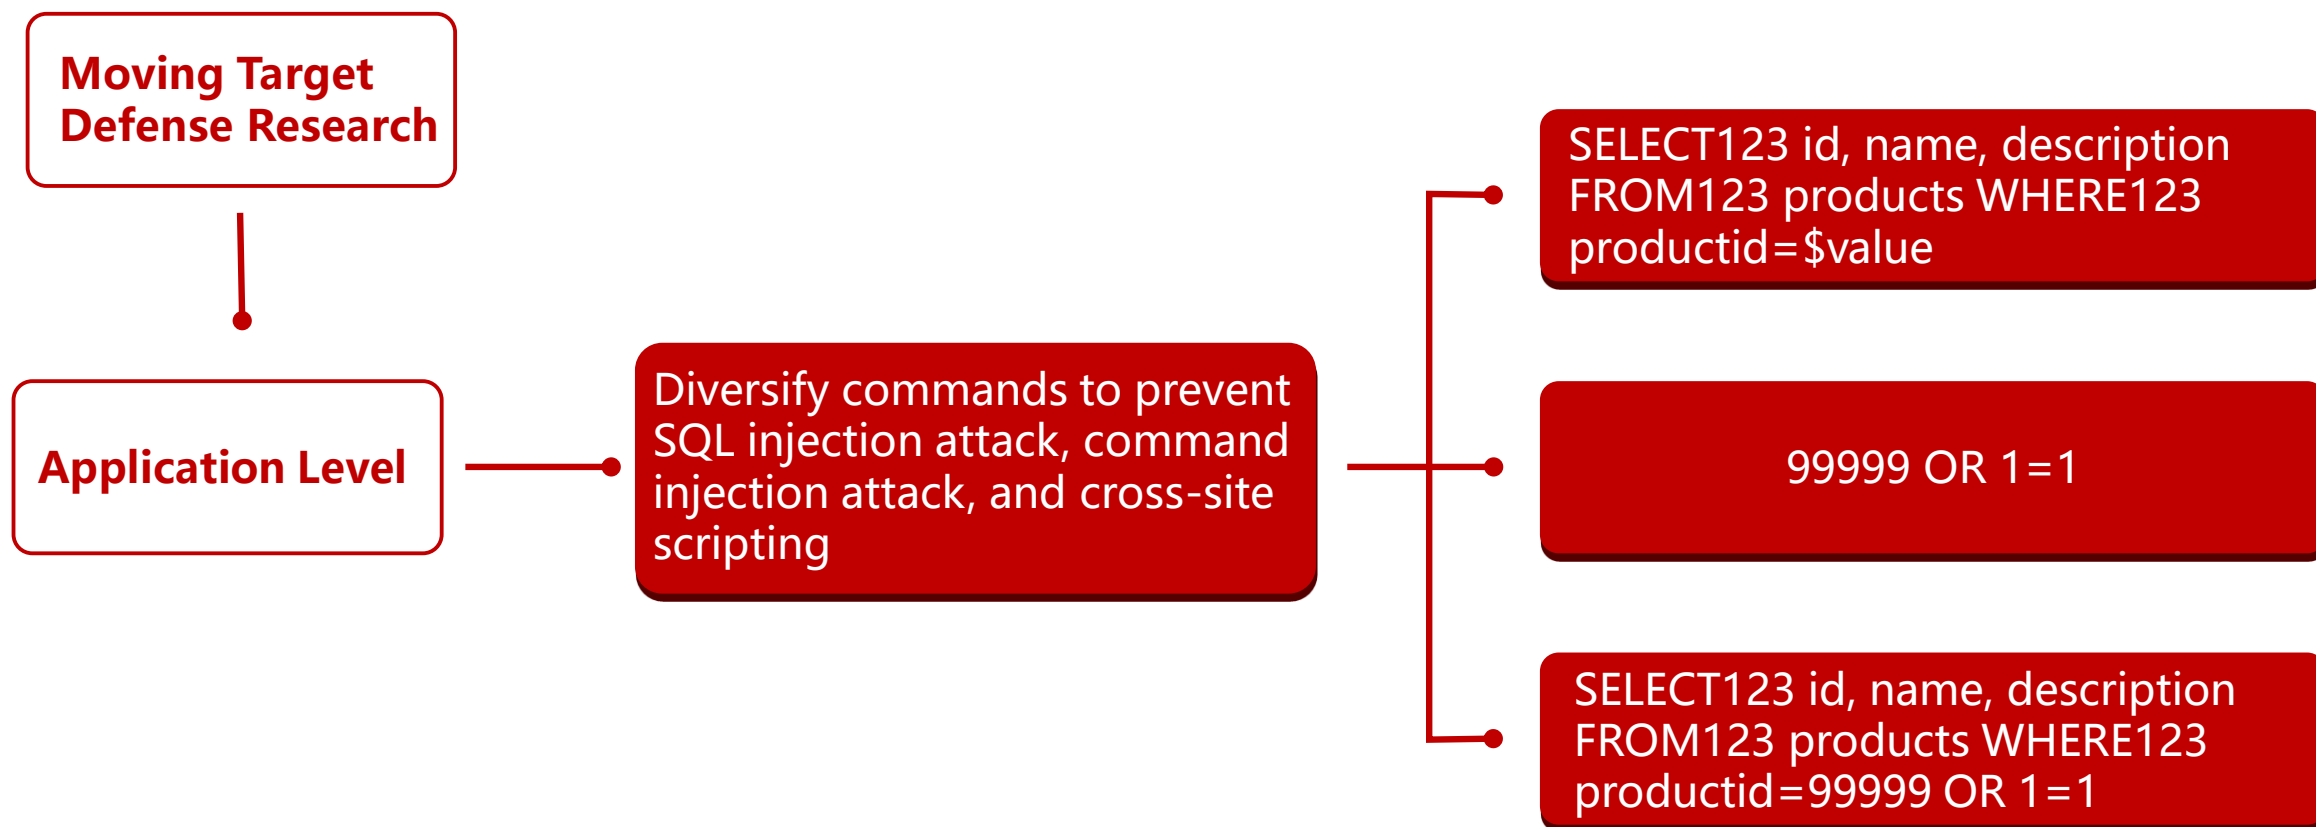 Moving Target
Defense Research
Application Level
Diversify commands to prevent
SQL injection attack, command
injection attack, and cross-site
scripting
SELECT123 id, name, description
FROM123 products WHERE123
productid=$value
99999 OR 1=1
SELECT123 id, name, description
FROM123 products WHERE123
productid=99999 OR 1=1